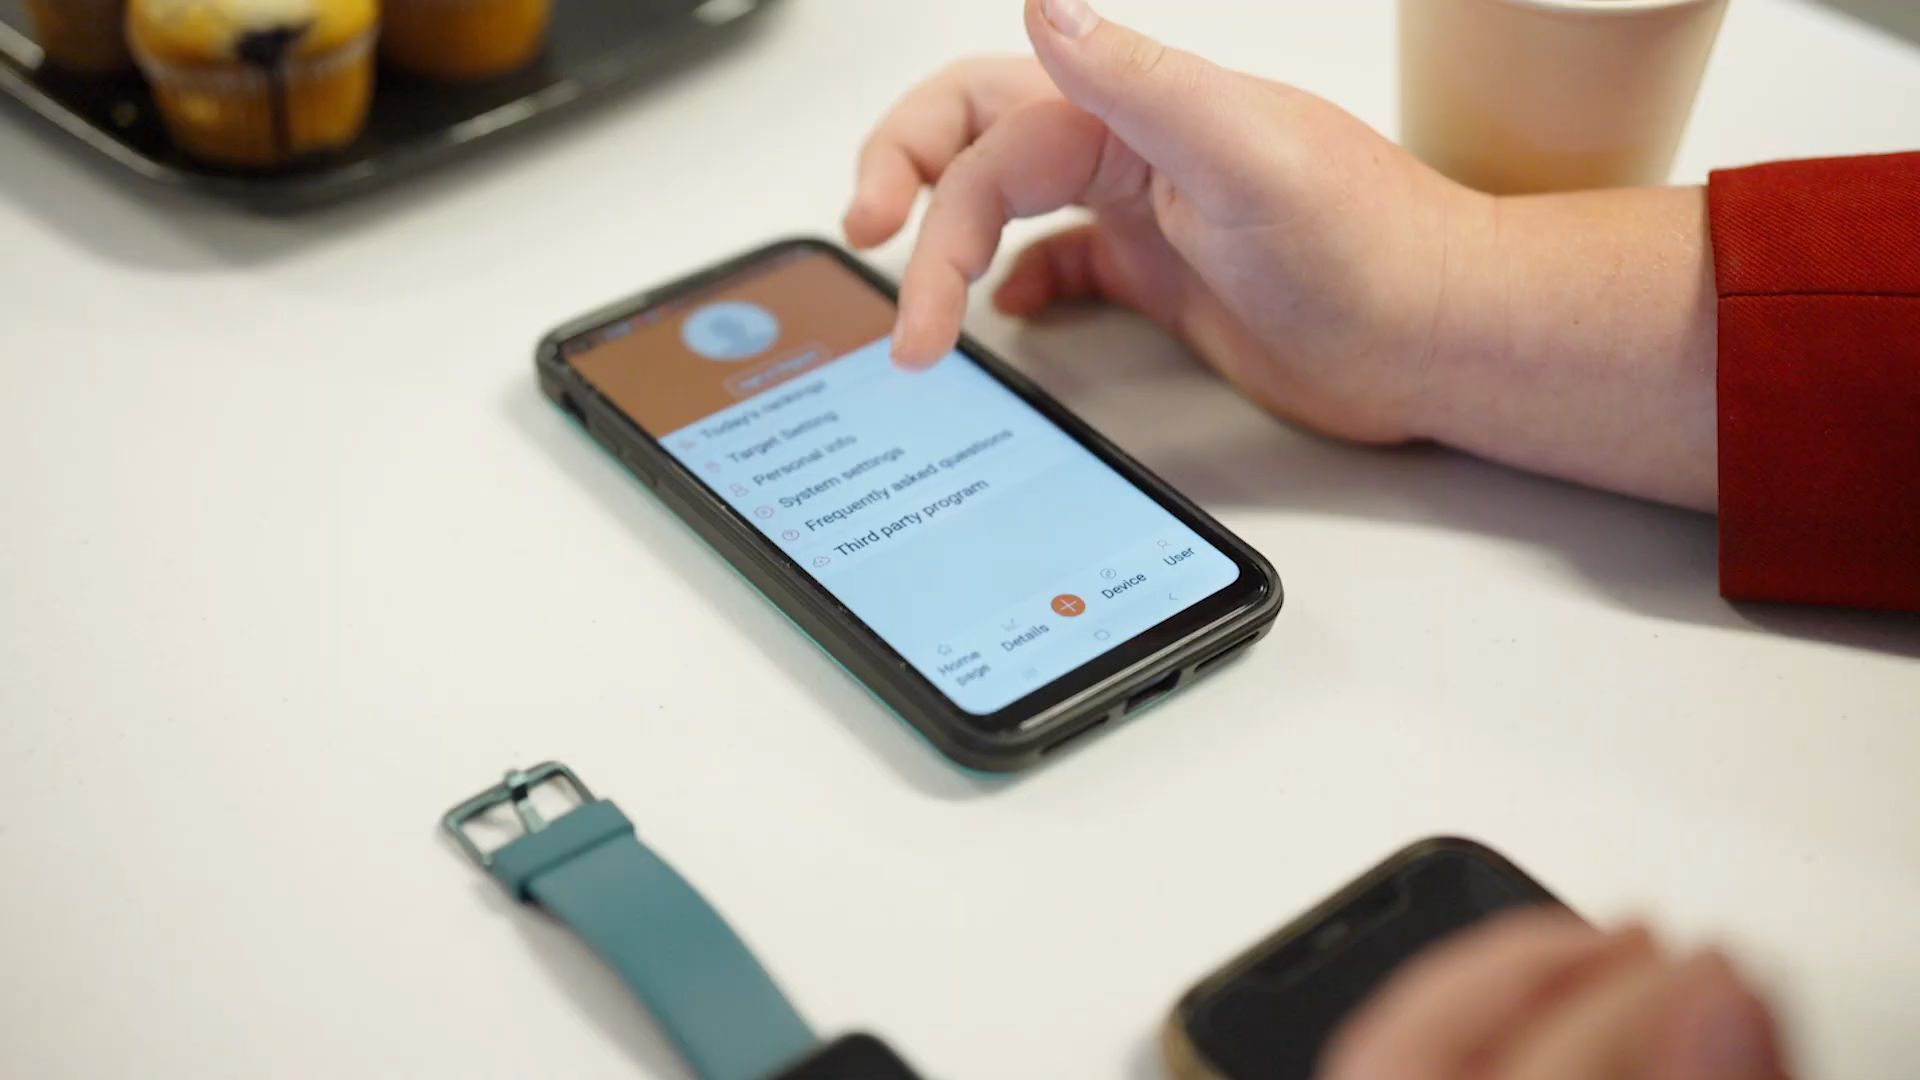 Today's rankings
Target Setting
Personal info
System settings
Frequently asked questions
Third party program
Home
page
Details
Device
User